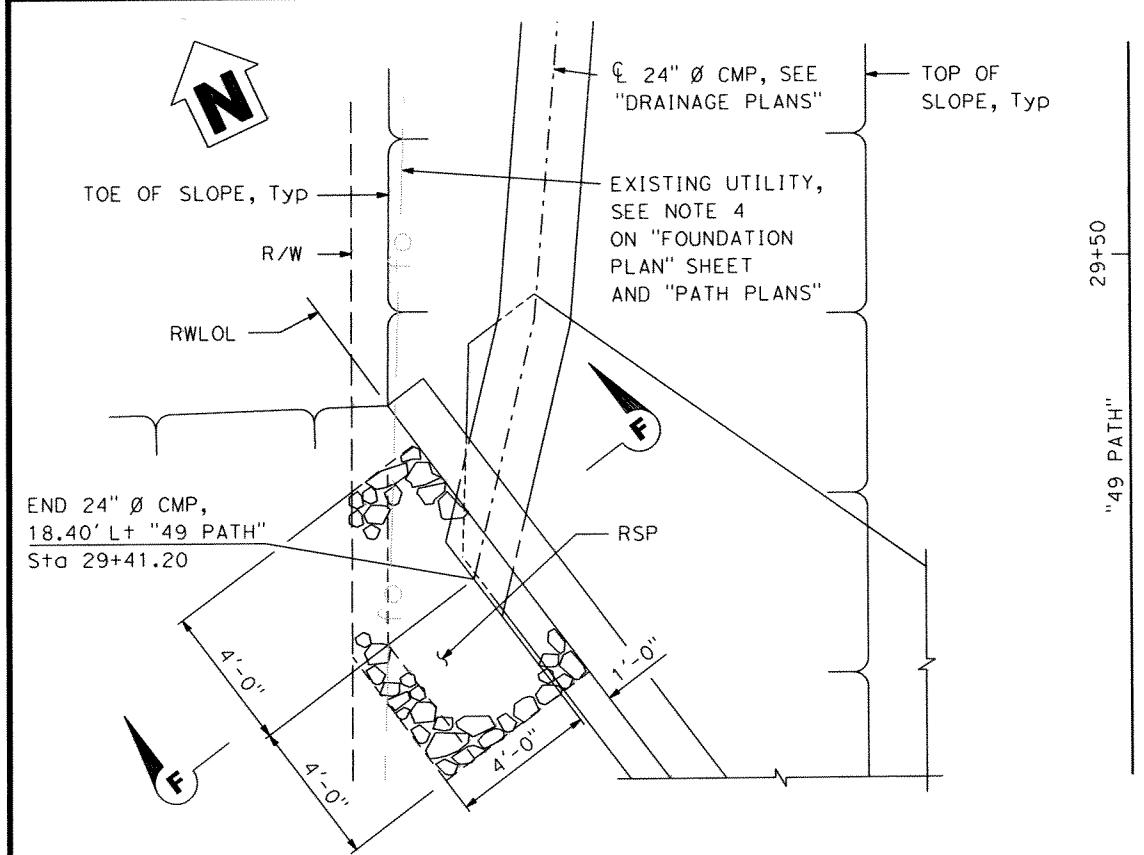 N
℄ 24" Ø CMP, SEE
"DRAINAGE PLANS"
TOP OF
SLOPE, Typ
TOE OF SLOPE, Typ
EXISTING UTILITY,
SEE NOTE 4
ON "FOUNDATION
PLAN" SHEET
AND "PATH PLANS"
R/W
29+50
RWLOL
"49 PATH"
F
END 24" Ø CMP,
18.40' Lt "49 PATH"
Sta 29+41.20
RSP
4'-0"
1'-0"
4'-0"
4'-0"
F